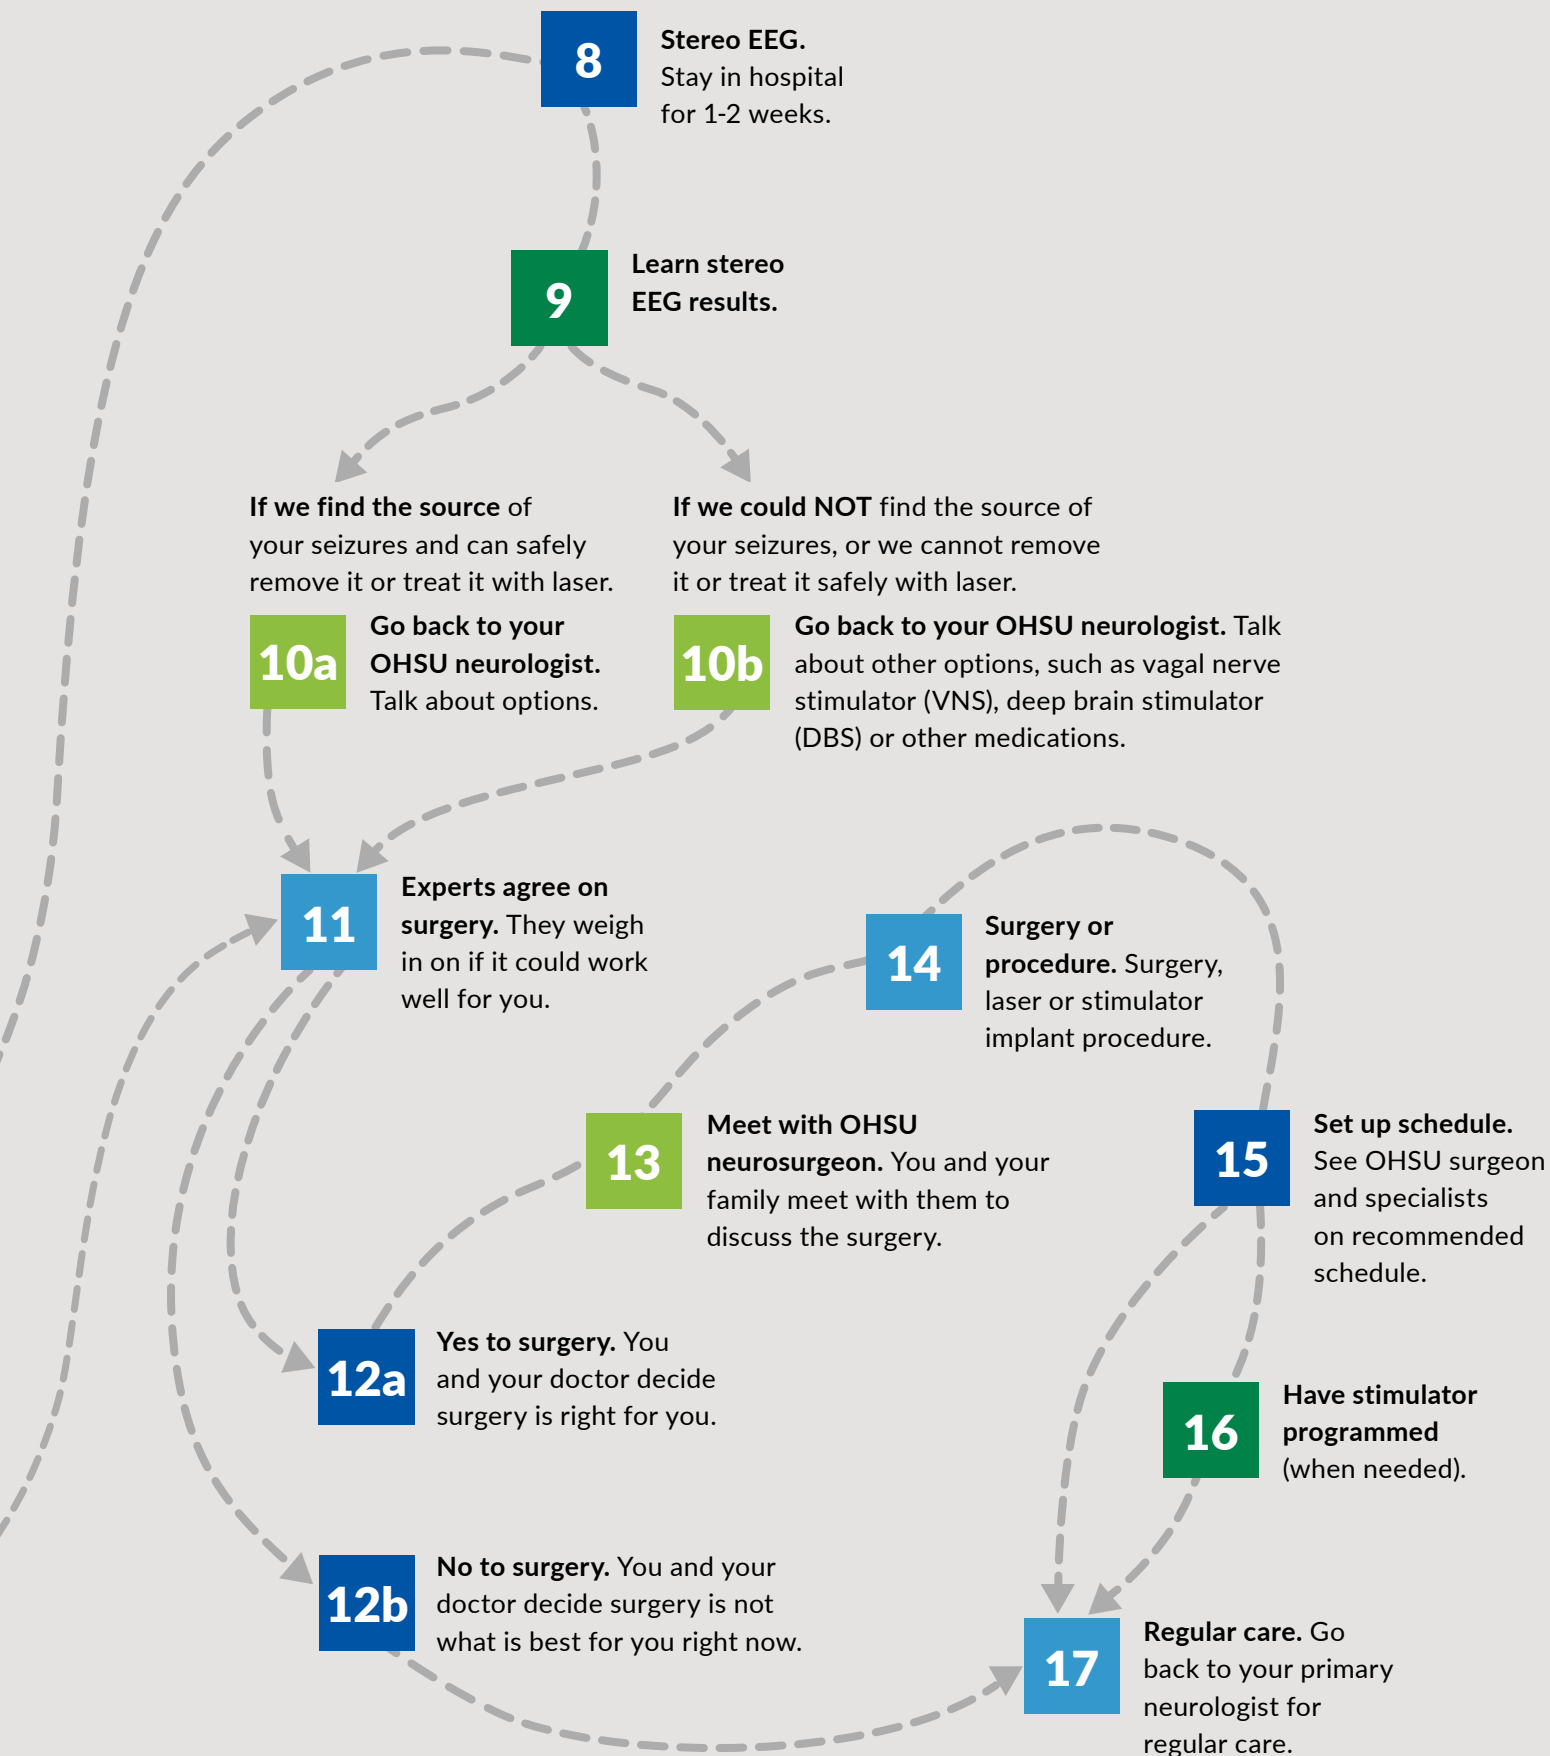 8
Stereo EEG.
Stay in hospital
for 1-2 weeks.
9
Learn stereo
EEG results.
If we find the source of
your seizures and can safely
remove it or treat it with laser.
10a
Go back to your
OHSU neurologist.
Talk about options.
If we could NOT find the source of
your seizures, or we cannot remove
it or treat it safely with laser.
10b
Go back to your OHSU neurologist. Talk
about other options, such as vagal nerve
stimulator (VNS), deep brain stimulator
(DBS) or other medications.
11
Experts agree on
surgery. They weigh
in on if it could work
well for you.
12a
Yes to surgery. You
and your doctor decide
surgery is right for you.
12b
No to surgery. You and your
doctor decide surgery is not
what is best for you right now.
13
Meet with OHSU
neurosurgeon. You and your
family meet with them to
discuss the surgery.
14
Surgery or
procedure. Surgery,
laser or stimulator
implant procedure.
15
Set up schedule.
See OHSU surgeon
and specialists
on recommended
schedule.
16
Have stimulator
programmed
(when needed).
17
Regular care. Go
back to your primary
neurologist for
regular care.